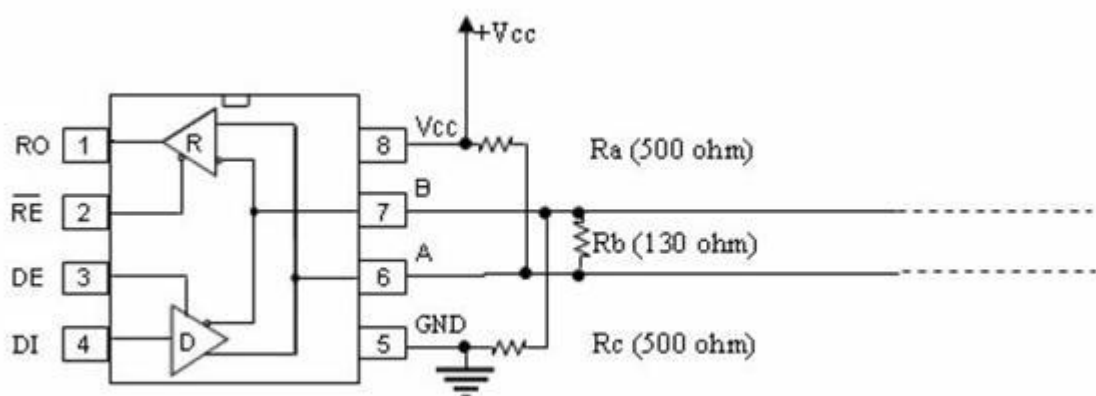 +Vcc
RO 1 R 8 Vcc
Ra (500 ohm)
RE 2 7 B
Rb (130 ohm)
DE 3 6 A
DI 4 D 5 GND
Rc (500 ohm)